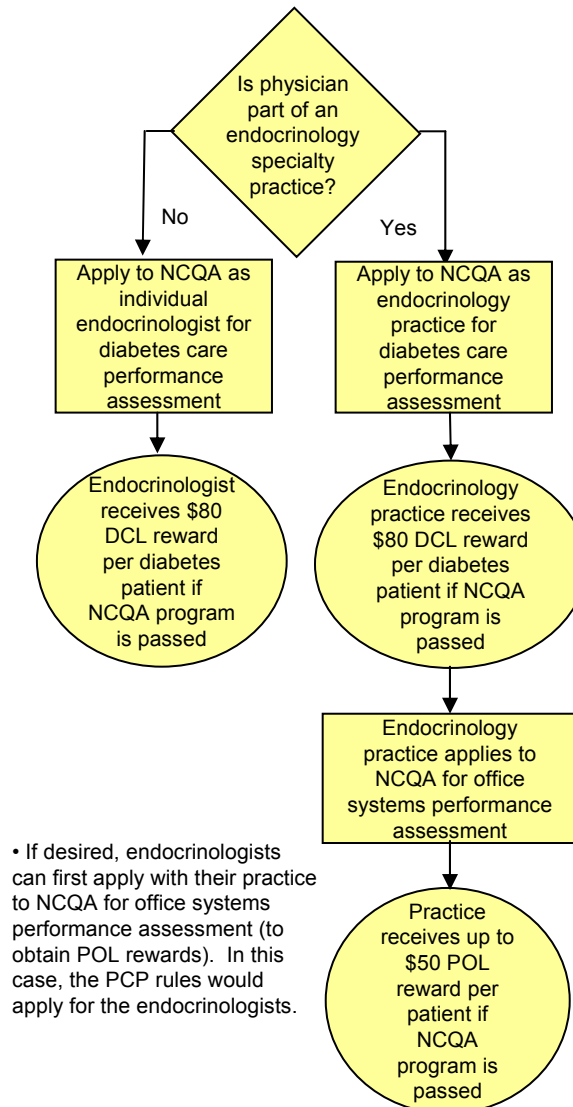 Is physician
part of an
endocrinology
specialty
practice?
No
Yes
Apply to NCQA as
individual
endocrinologist for
diabetes care
performance
assessment
Apply to NCQA as
endocrinology
practice for
diabetes care
performance
assessment
Endocrinologist
receives $80
DCL reward
per diabetes
patient if
NCQA program
is passed
Endocrinology
practice receives
$80 DCL reward
per diabetes
patient if NCQA
program is
passed
Endocrinology
practice applies to
NCQA for office
systems performance
assessment
• If desired, endocrinologists
can first apply with their practice
to NCQA for office systems
performance assessment (to
obtain POL rewards).  In this
case, the PCP rules would
apply for the endocrinologists.
Practice
receives up to
$50 POL
reward per
patient if
NCQA
program is
passed